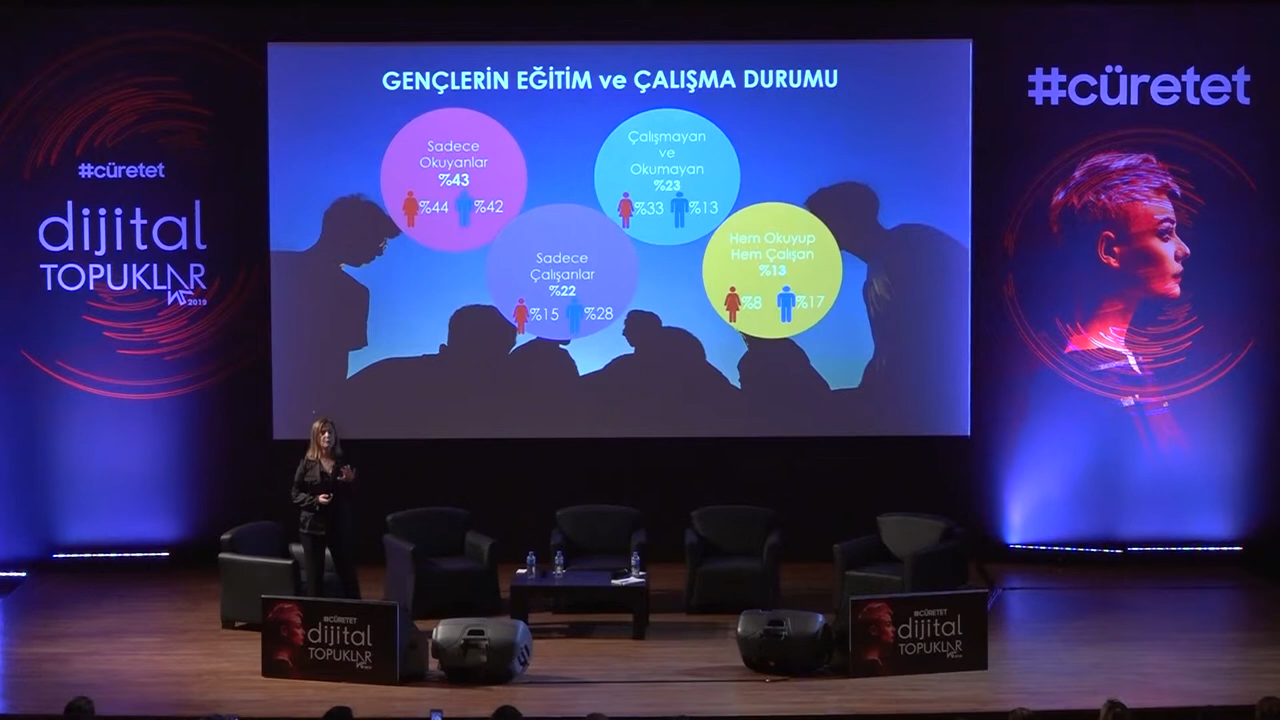 GENÇLERİN EĞİTİM ve ÇALIŞMA DURUMU
Sadece
Okuyanlar
%43
%44 %42
Çalışmayan
ve
Okumayan
%23
%33 %13
Sadece
Çalışanlar
%22
%15 %28
Hem Okuyup
Hem Çalışan
%13
%8 %17
#cüretet
dijital
TOPUKLAR
2019
#cüretet
#CÜRETET
dijital
TOPUKLAR
#CÜRETET
dijital
TOPUKLAR